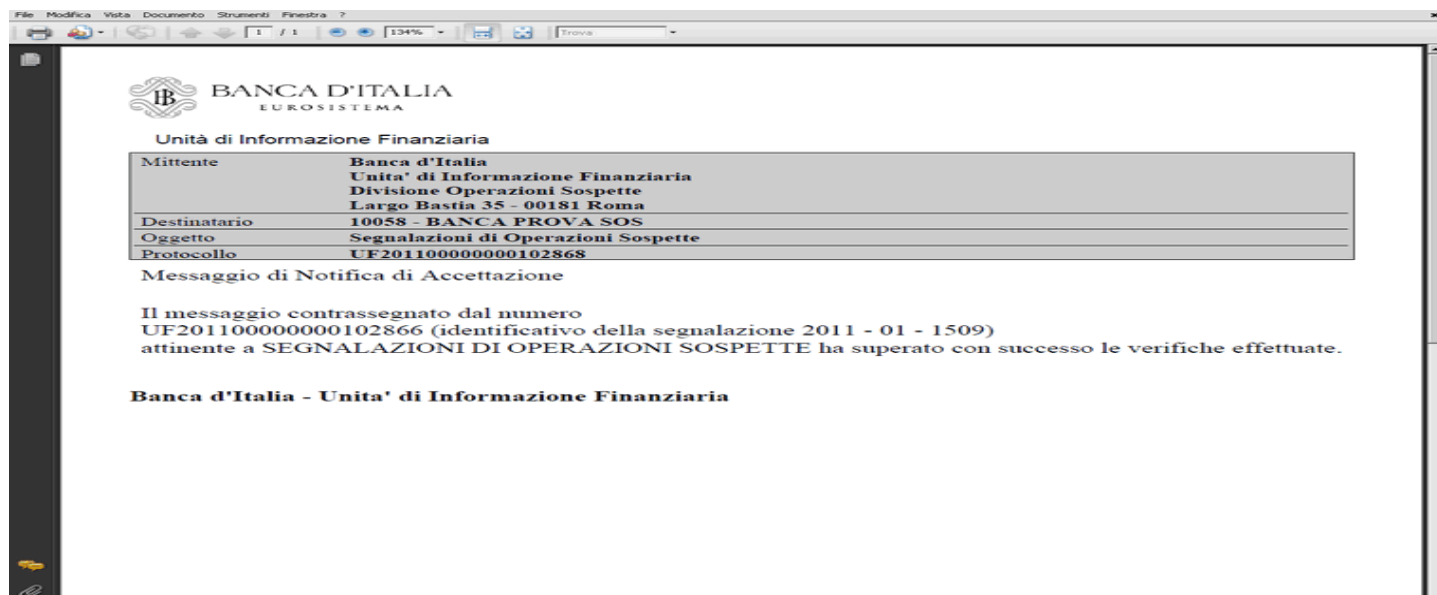 File Modifica Vista Documento Strumenti Finestra ?
1 / 1 134% Trova
BANCA D'ITALIA
EUROSISTEMA
Unità di Informazione Finanziaria
Mittente Banca d'Italia
Unita' di Informazione Finanziaria
Divisione Operazioni Sospette
Largo Bastia 35 - 00181 Roma
Destinatario 10058 - BANCA PROVA SOS
Oggetto Segnalazioni di Operazioni Sospette
Protocollo UF201100000000102868
Messaggio di Notifica di Accettazione
Il messaggio contrassegnato dal numero
UF201100000000102866 (identificativo della segnalazione 2011 - 01 - 1509)
attinente a SEGNALAZIONI DI OPERAZIONI SOSPETTE ha superato con successo le verifiche effettuate.
Banca d'Italia - Unita' di Informazione Finanziaria